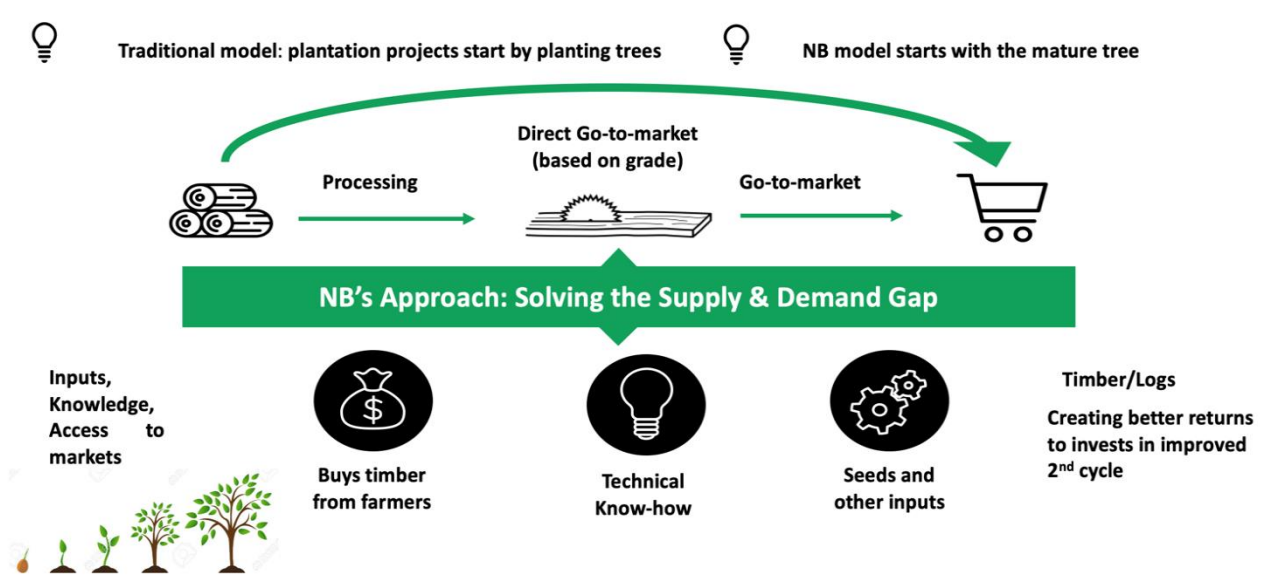 Traditional model: plantation projects start by planting trees
NB model starts with the mature tree
Direct Go-to-market
(based on grade)
Processing
Go-to-market
NB's Approach: Solving the Supply & Demand Gap
Inputs,
Knowledge,
Access to
markets
$
Buys timber
from farmers
Technical
Know-how
Seeds and
other inputs
Timber/Logs
Creating better returns
to invests in improved
2nd cycle